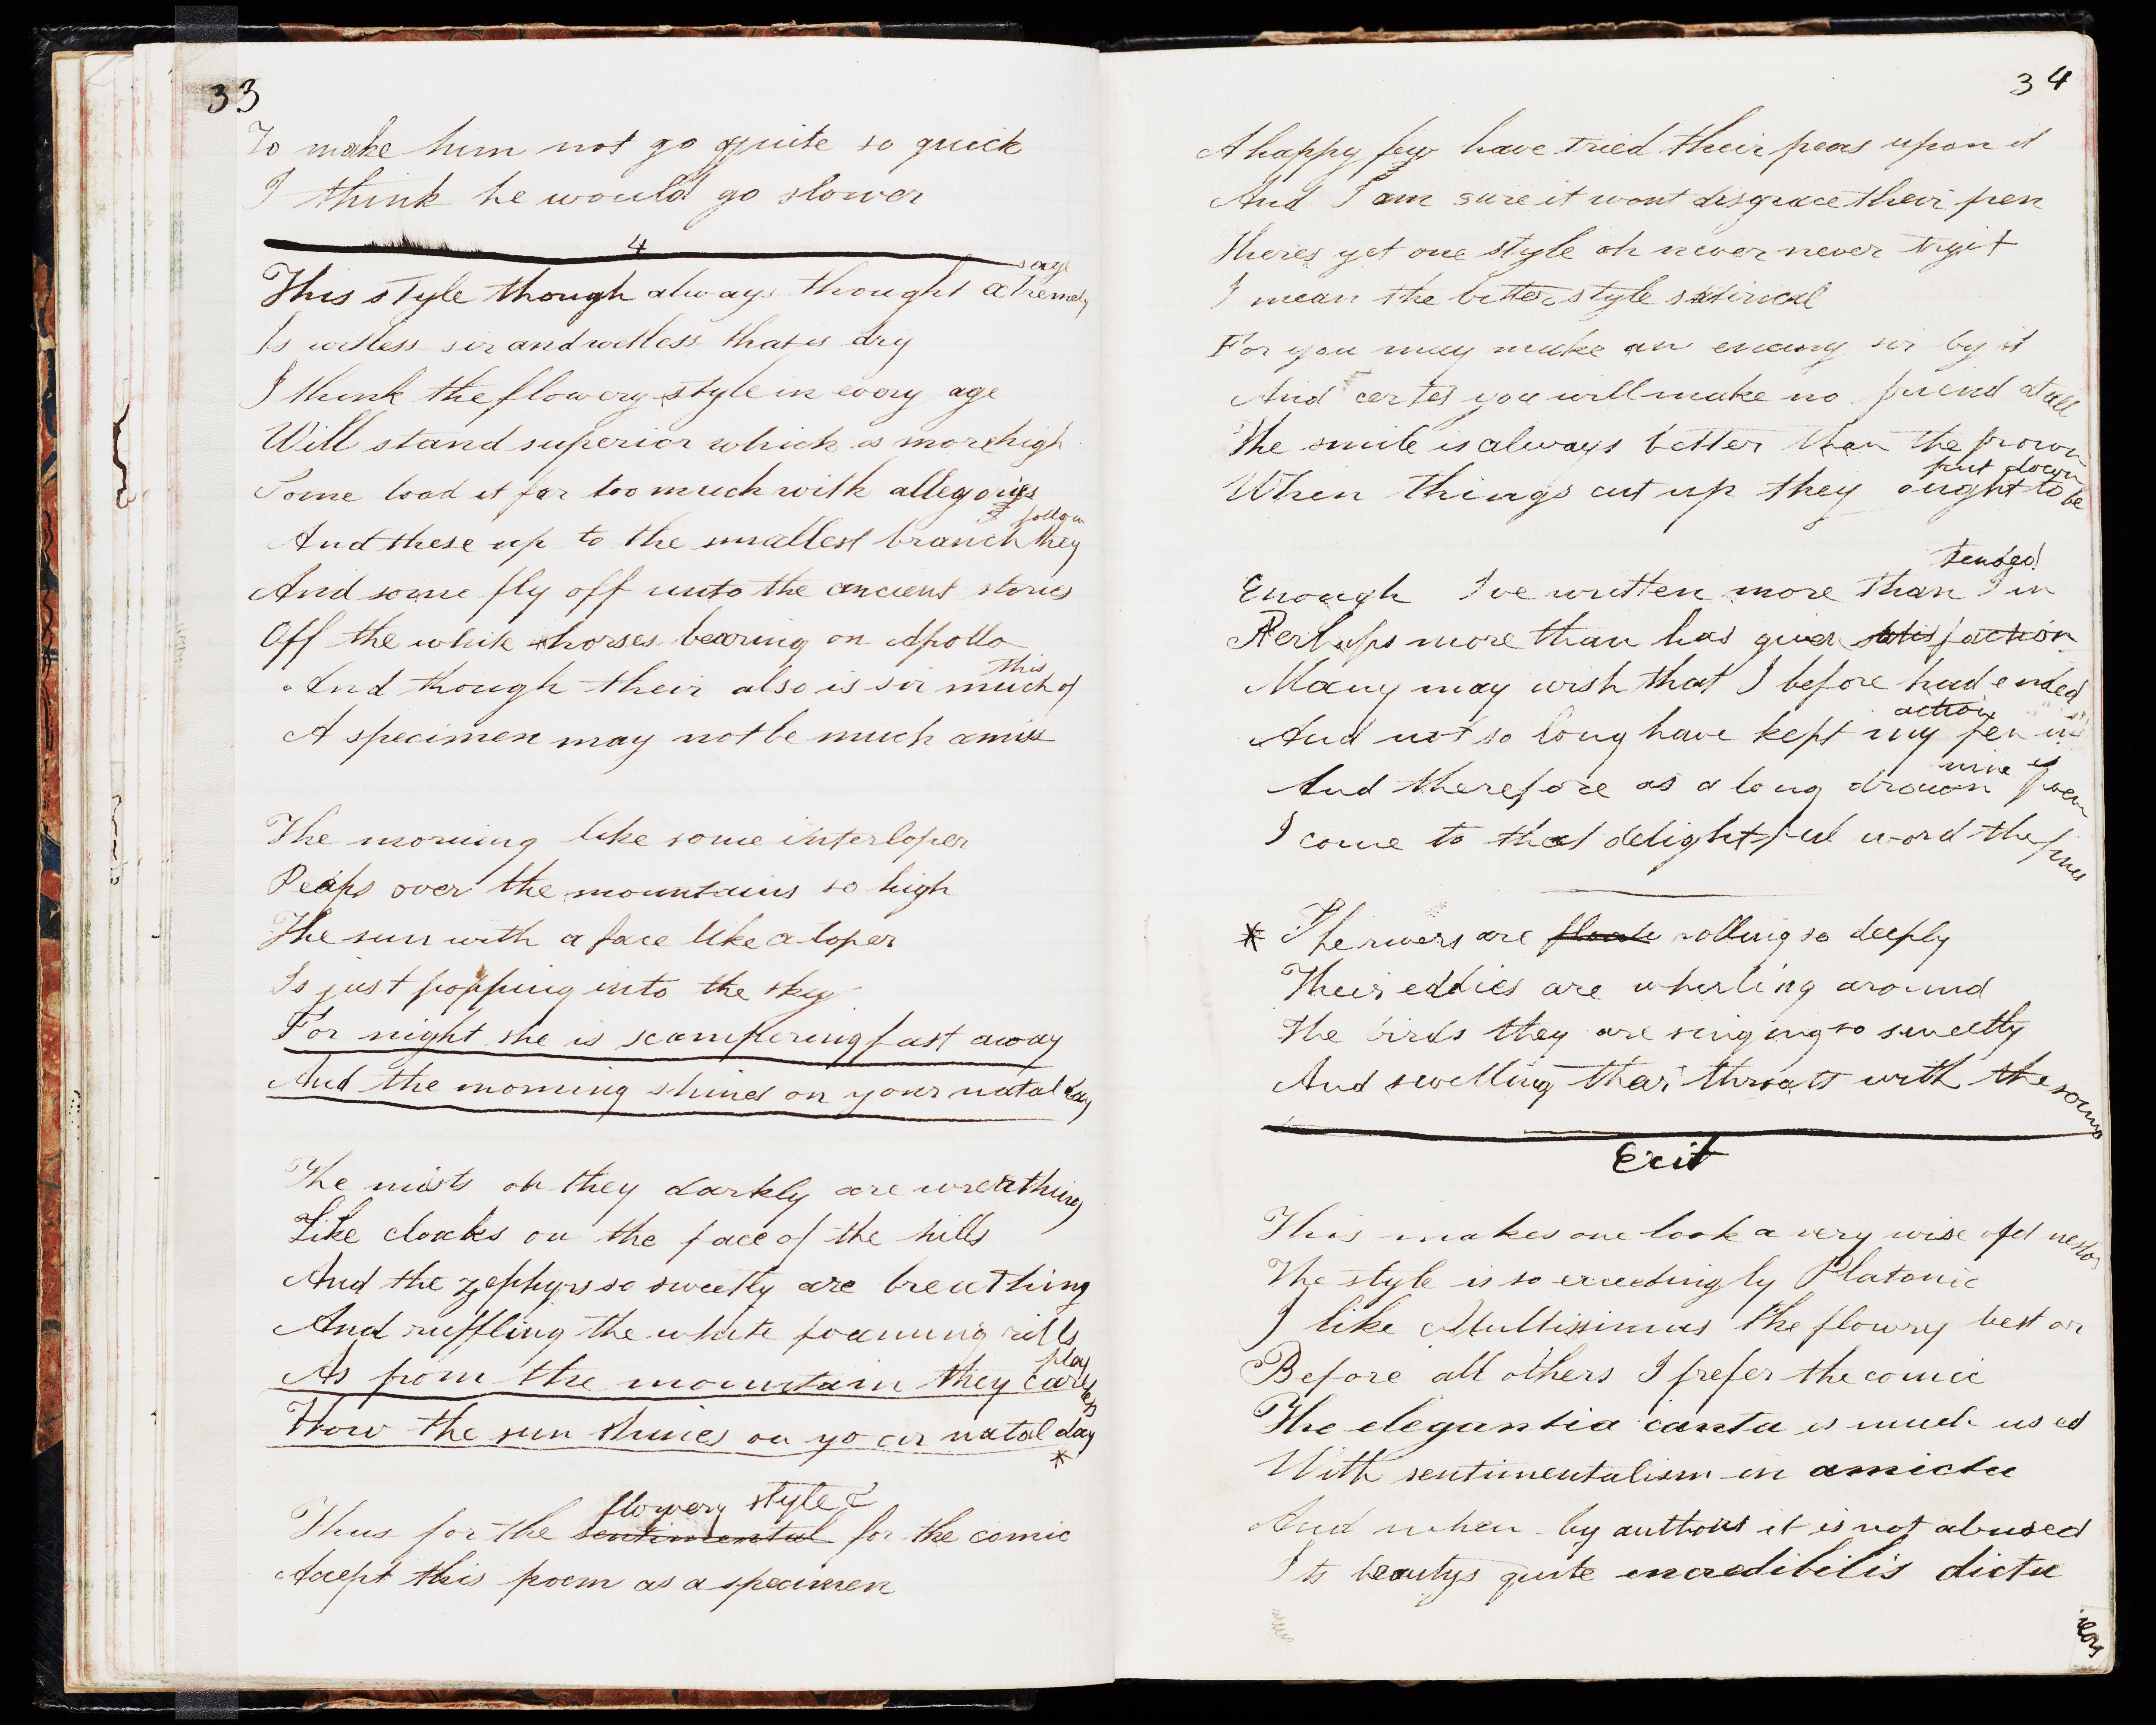 33
To make him not go quite so quick
I think he would go slower
4
This style though always thought extremely sage
Is witless sir and wetless that is dry
I think the flowery style in every age
Will stand superior which is more high
Some load it far too much with allegories
And these up to the smallest branch they follow
And some fly off unto the ancient stories
Off the white horses bearing on Apollo
And though their also is sir much of this
A specimen may not be much amiss
The morning like some interloper
Peeps over the mountains so high
The sun with a face like a toper
Is just popping into the sky
For night she is scampering fast away
And the morning shines on your natal day
The mists oh they darkly are wreathing
Like cloaks on the face of the hills
And the zephyrs so sweetly are breathing
And ruffling the white foaming rills
As from the mountain they carelessly play
How the sun shines on your natal day
*
Thus for the sentimental flowery style & for the comic
Accept this poem as a specimen
34
A happy few have tried their pens upon it
And I am sure it wont disgrace their pen
Theres yet one style oh never never try it
I mean the bitter style satirical
For you may make an enemy sir by it
And certes you will make no friend at all
The smile is always better than the frown
When things cut up they ought to be put down
Enough Ive written more than I intended
Perhaps more than has given satisfaction
Many may wish that I before had ended
And not so long have kept my pen in action
And therefore as a long drawn poem mine is
I come to that delightful word the finis
* The rivers are rolling so deeply
Their eddies are wherling around
The birds they are singing so sweetly
And swelling their throats with the sound
Exit
This makes one look a very wise old nestor
The style is so exceedingly Platonic
I like Multissimus the flowry best or
Before all others I prefer the comic
The elegantia cantu is much used
With sentimentalism in amictu
And when by authors it is not abused
Its beautys quite incredibilis dictu